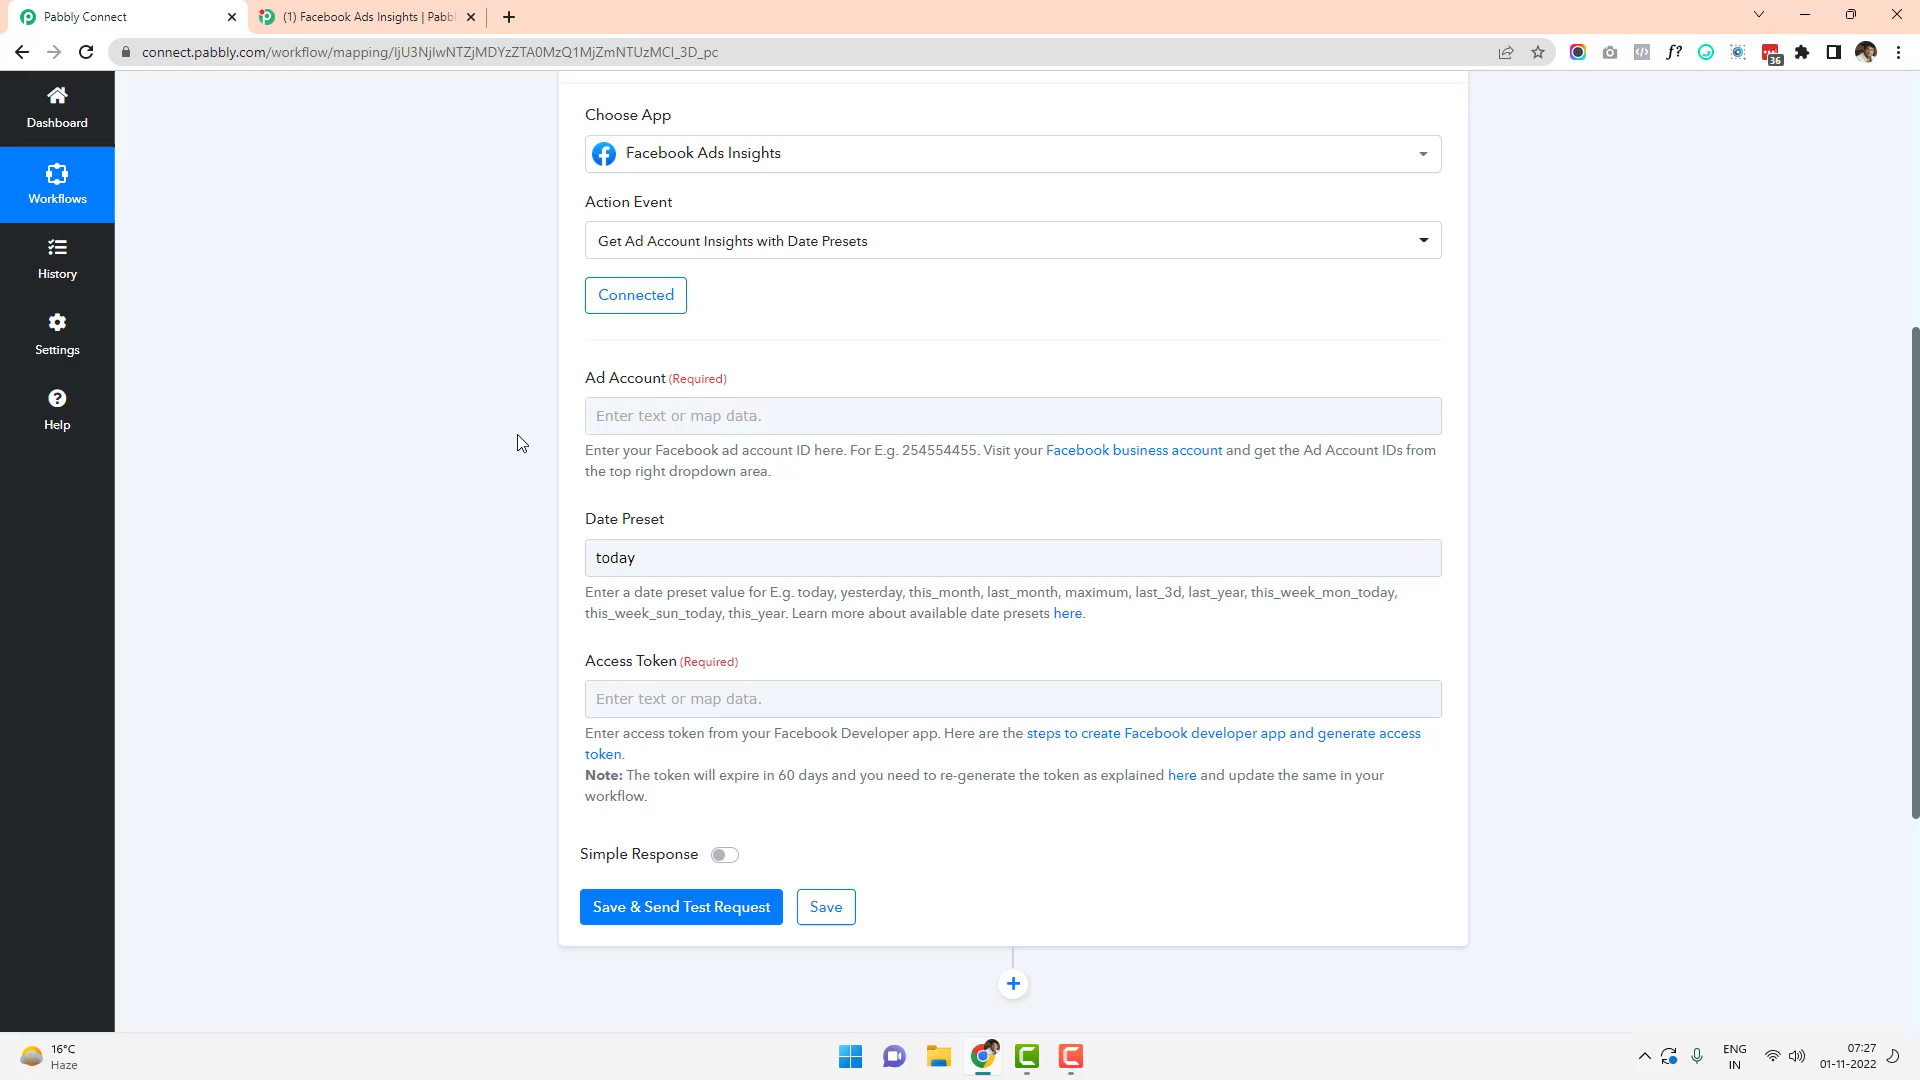 Pabbly Connect
(1) Facebook Ads Insights | Pabb
connect.pabbly.com/workflow/mapping/IjU3NjIwNTZjMDYzZTA0MzQ1MjZmNTUzMCI_3D_pc
f?
36
Dashboard
Workflows
History
Settings
Help
Choose App
Facebook Ads Insights
Action Event
Get Ad Account Insights with Date Presets
Connected
Ad Account (Required)
Enter text or map data.
Enter your Facebook ad account ID here. For E.g. 254554455. Visit your Facebook business account and get the Ad Account IDs from
the top right dropdown area.
Date Preset
today
Enter a date preset value for E.g. today, yesterday, this_month, last_month, maximum, last_3d, last_year, this_week_mon_today,
this_week_sun_today, this_year. Learn more about available date presets here.
Access Token (Required)
Enter text or map data.
Enter access token from your Facebook Developer app. Here are the steps to create Facebook developer app and generate access
token.
Note: The token will expire in 60 days and you need to re-generate the token as explained here and update the same in your
workflow.
Simple Response
Save & Send Test Request
Save
16°C
Haze
ENG
IN
07:27
01-11-2022